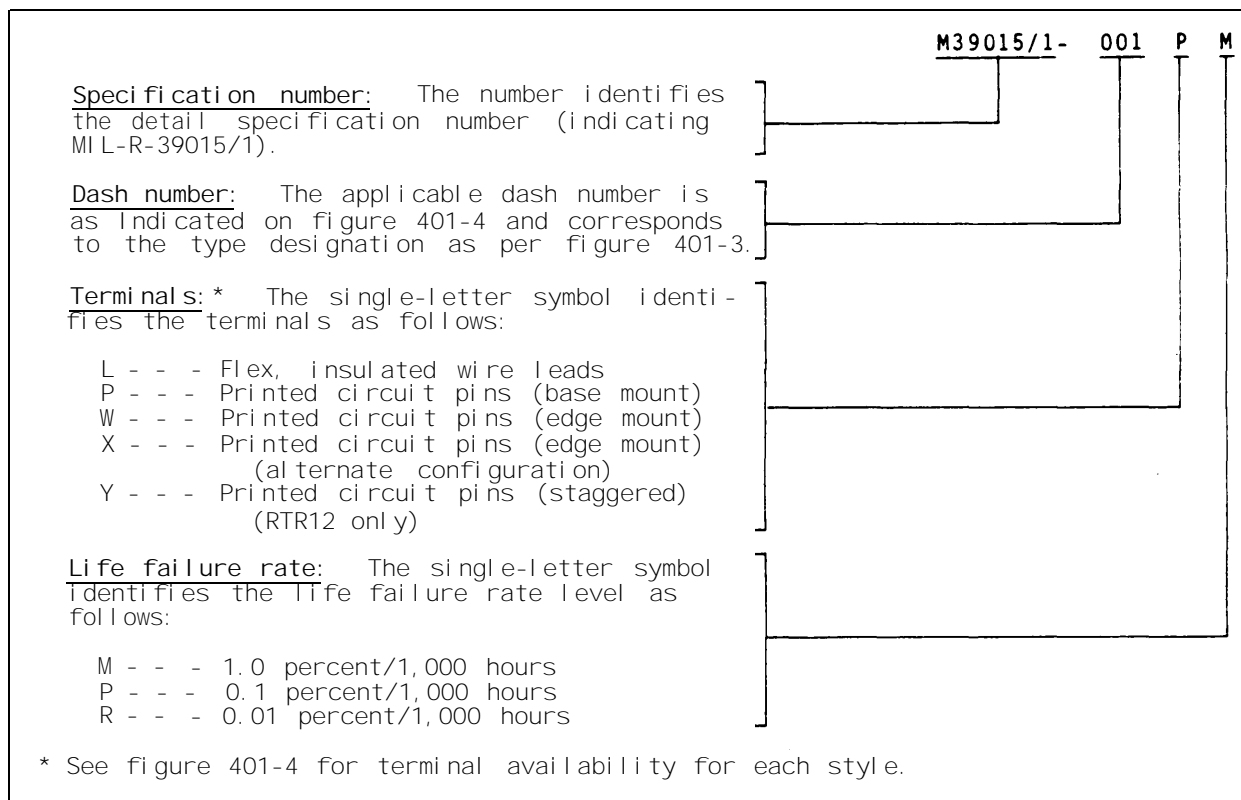 M39015/1- 001 P M
Specification number: The number identifies
the detail specification number (indicating
MIL-R-39015/1).
Dash number: The applicable dash number is
as Indicated on figure 401-4 and corresponds
to the type designation as per figure 401-3.
Terminals:* The single-letter symbol identi-
fies the terminals as follows:
L - - - Flex, insulated wire leads
P - - - Printed circuit pins (base mount)
W - - - Printed circuit pins (edge mount)
X - - - Printed circuit pins (edge mount)
(alternate configuration)
Y - - - Printed circuit pins (staggered)
(RTR12 only)
Life failure rate: The single-letter symbol
identifies the life failure rate level as
follows:
M - - - 1.0 percent/1,000 hours
P - - - 0.1 percent/1,000 hours
R - - - 0.01 percent/1,000 hours
* See figure 401-4 for terminal availability for each style.